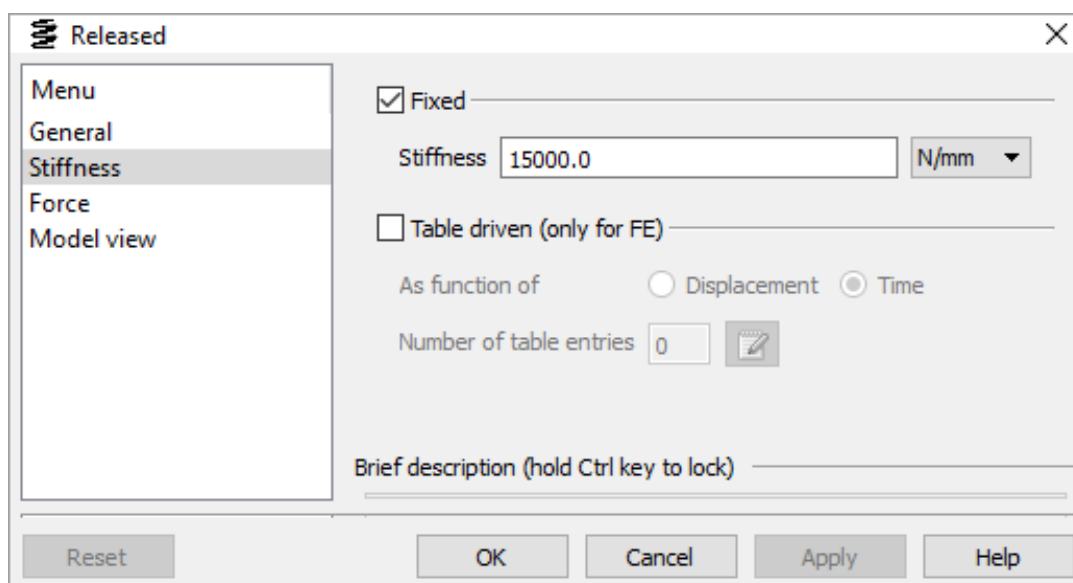 Released
Menu
General
Stiffness
Force
Model view
Fixed
Stiffness 15000.0 N/mm
Table driven (only for FE)
As function of Displacement Time
Number of table entries 0
Brief description (hold Ctrl key to lock)
Reset OK Cancel Apply Help